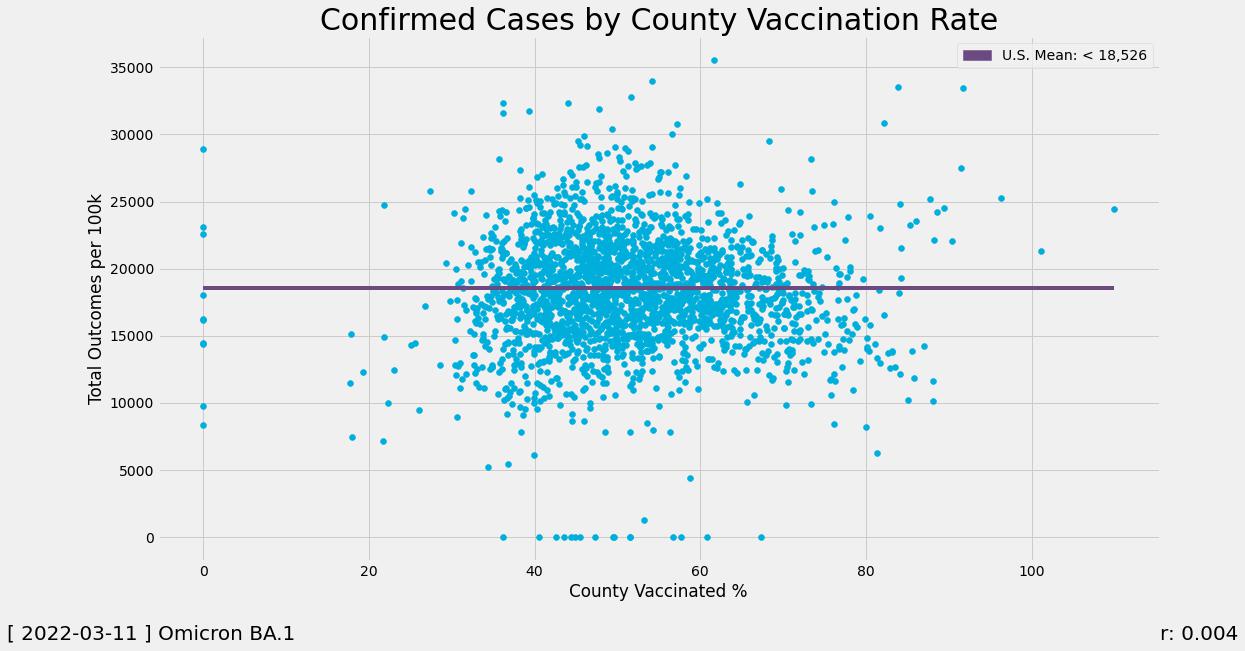 Confirmed Cases by County Vaccination Rate
U.S. Mean: < 18,526
35000
30000
25000
20000
15000
10000
5000
0
Total Outcomes per 100k
0 20 40 60 80 100
County Vaccinated %
[ 2022-03-11 ] Omicron BA.1
r: 0.004